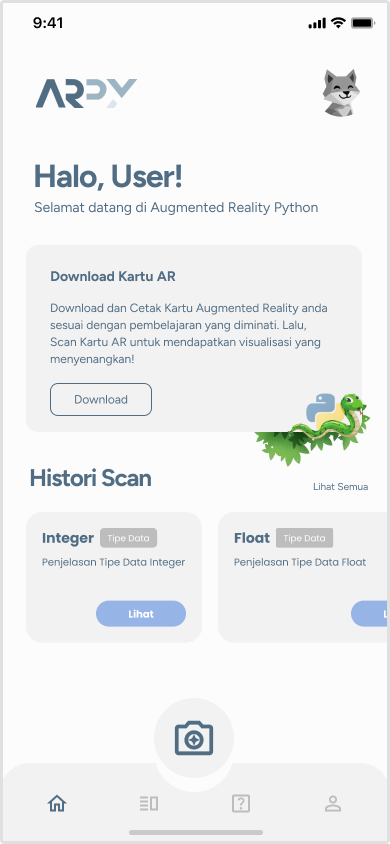 9:41
ARPY
Halo, User!
Selamat datang di Augmented Reality Python
Download Kartu AR
Download dan Cetak Kartu Augmented Reality anda
sesuai dengan pembelajaran yang diminati. Lalu,
Scan Kartu AR untuk mendapatkan visualisasi yang
menyenangkan!
Download
Histori Scan
Lihat Semua
Integer Tipe Data
Penjelasan Tipe Data Integer
Lihat
Float Tipe Data
Penjelasan Tipe Data Float
L